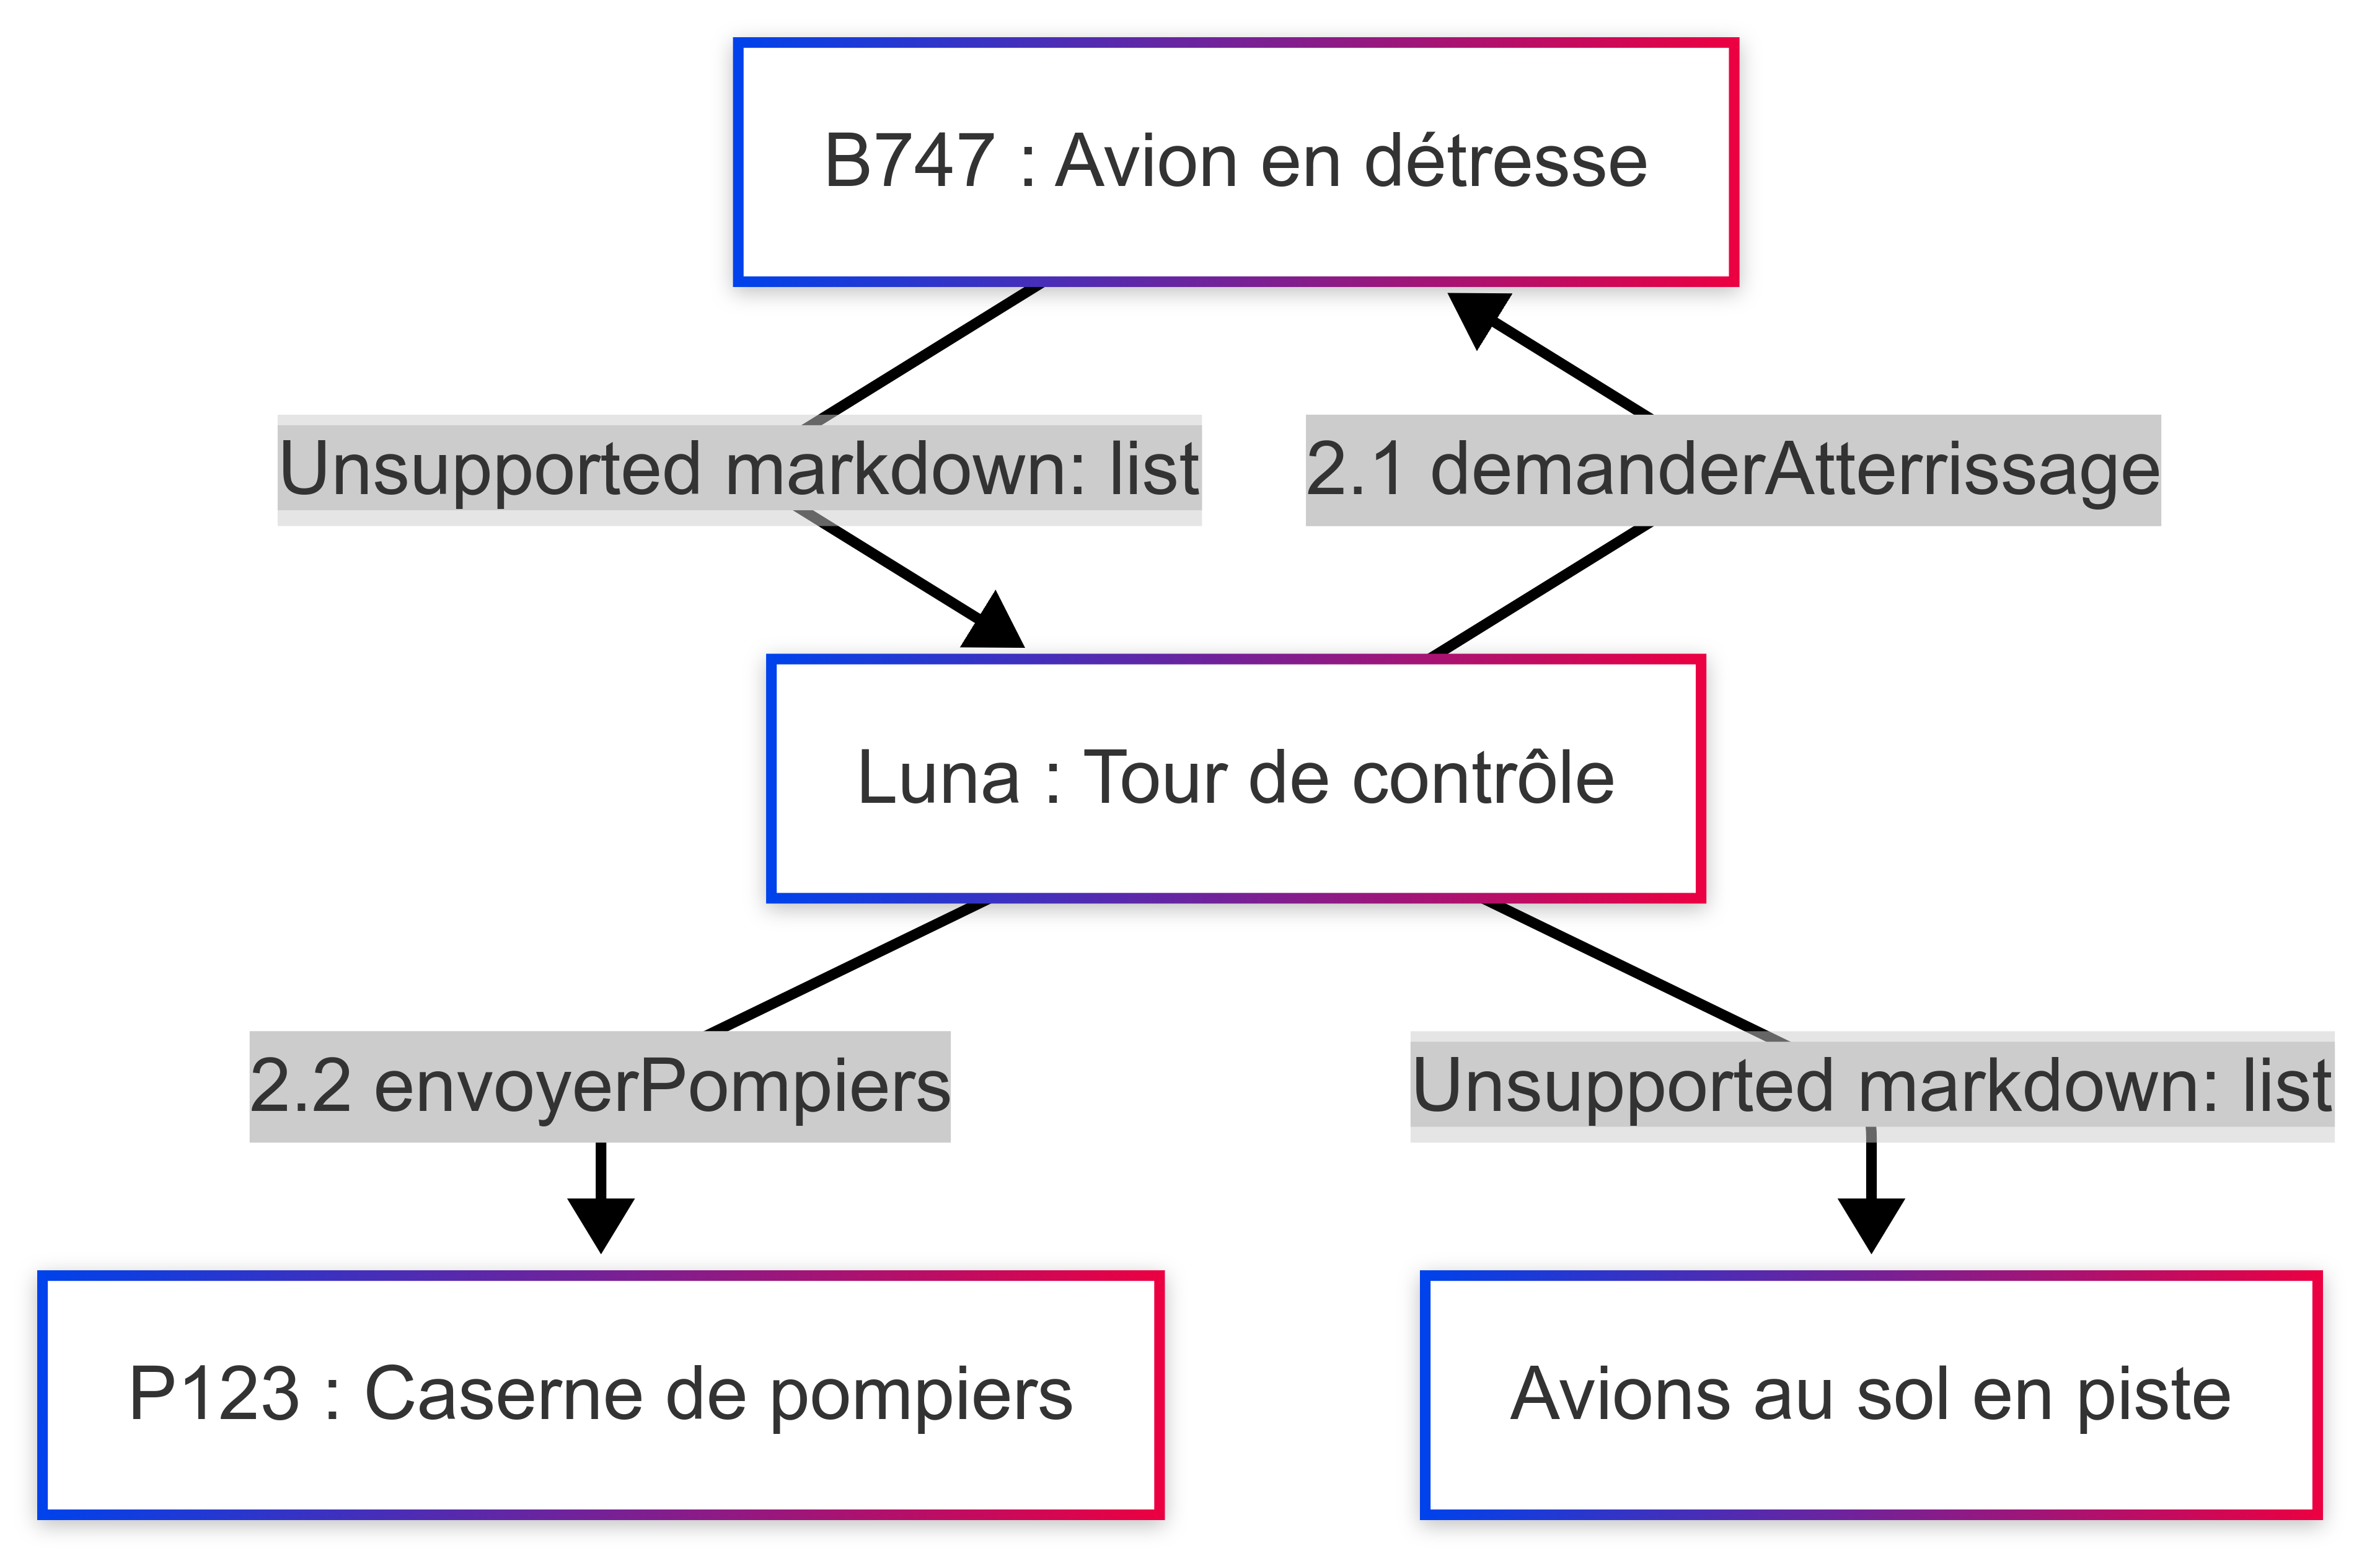 B747 : Avion en détresse
Unsupported markdown: list
2.1 demanderAtterrissage
Luna : Tour de contrôle
2.2 envoyerPompiers
Unsupported markdown: list
P123 : Caserne de pompiers
Avions au sol en piste